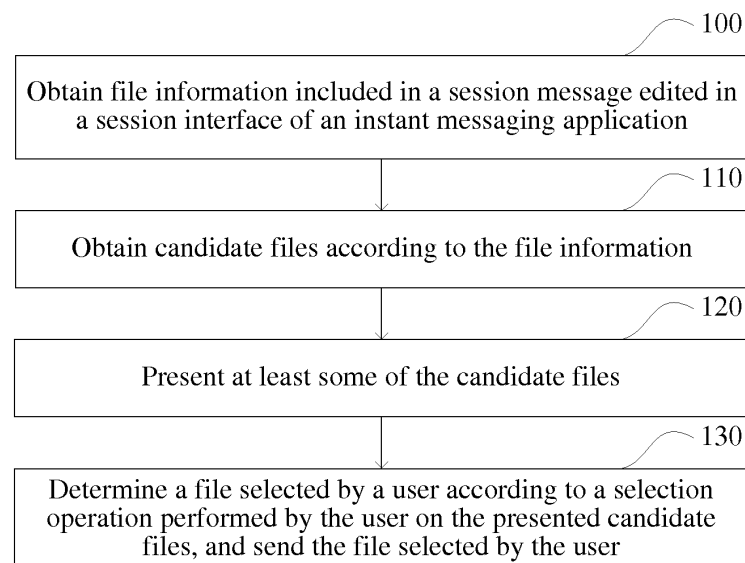 100
Obtain file information included in a session message edited in
a session interface of an instant messaging application
110
Obtain candidate files according to the file information
120
Present at least some of the candidate files
130
Determine a file selected by a user according to a selection
operation performed by the user on the presented candidate
files, and send the file selected by the user